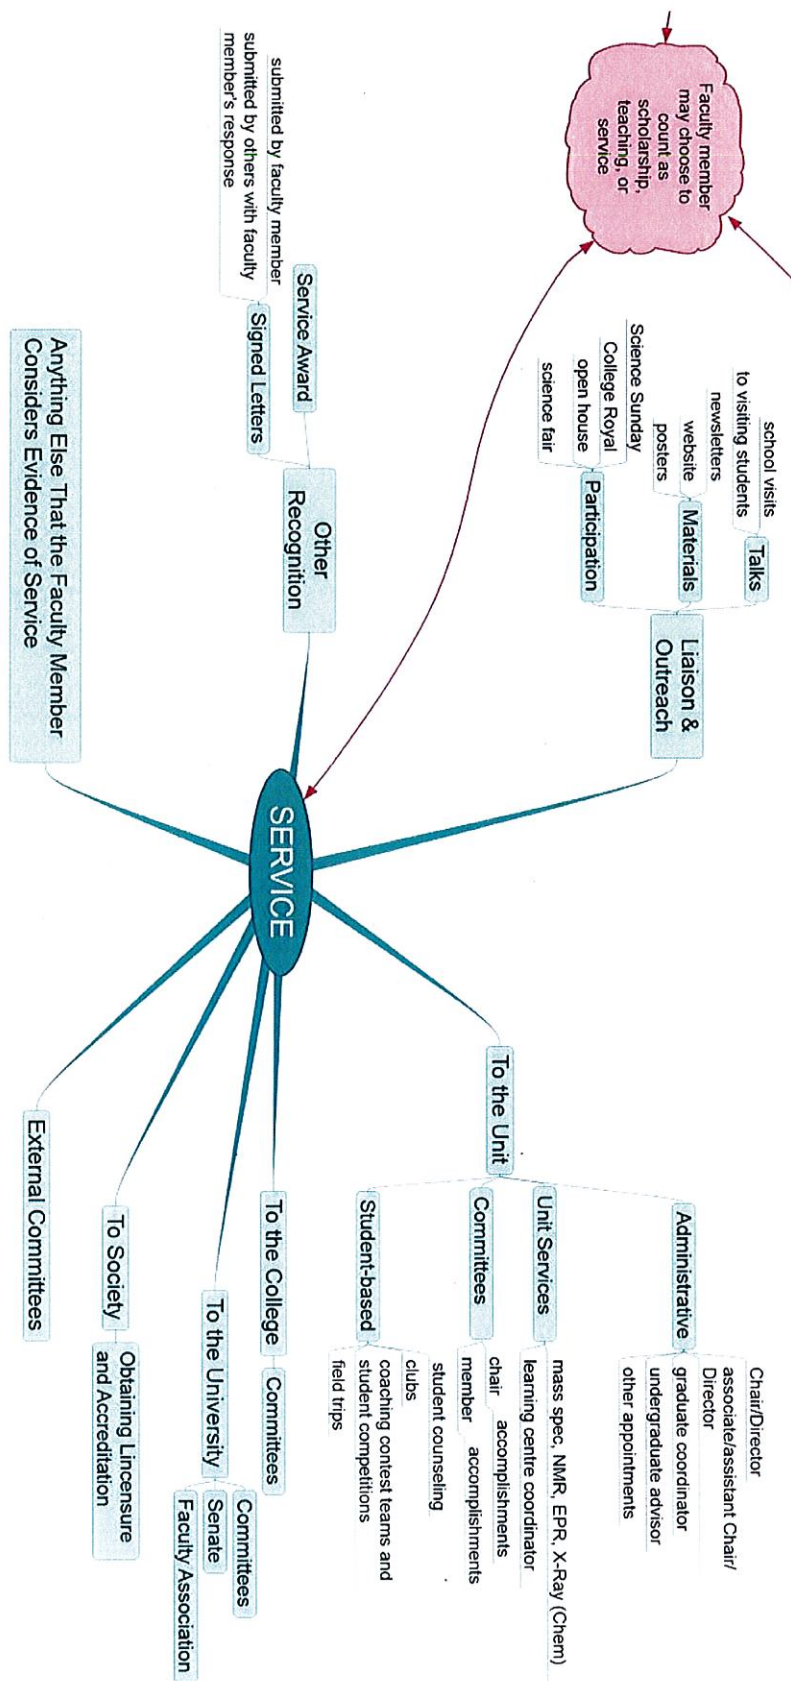 Faculty member
may choose to
count as
scholarship,
teaching, or
service
school visits
to visiting students
Talks
newsletters
website
posters
Materials
Science Sunday
College Royal
open house
science fair
Participation
Liaison &
Outreach
Service Award
submitted by faculty member
submitted by others with faculty
member's response
Signed Letters
Other
Recognition
Anything Else That the Faculty Member
Considers Evidence of Service
SERVICE
To the Unit
Administrative
Chair/Director
associate/assistant Chair/
Director
graduate coordinator
undergraduate advisor
other appointments
Unit Services
mass spec, NMR, EPR, X-Ray (Chem)
learning centre coordinator
Committees
chair accomplishments
member accomplishments
Student-based
student counseling
clubs
coaching contest teams and
student competitions
field trips
To the College
Committees
To the University
Committees
Senate
Faculty Association
To Society
Obtaining Lincensure
and Accreditation
External Committees